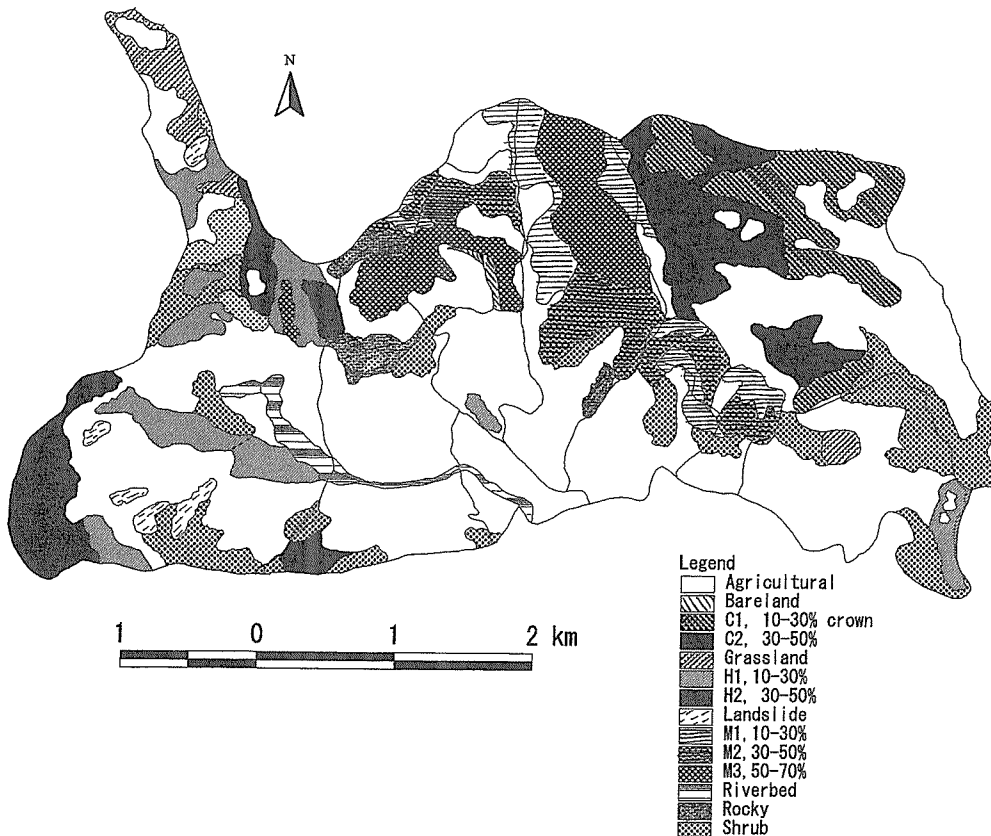 N
1 0 1 2 km
Legend
Agricultural
Bareland
C1, 10-30% crown
C2, 30-50%
Grassland
H1, 10-30%
H2, 30-50%
Landslide
M1, 10-30%
M2, 30-50%
M3, 50-70%
Riverbed
Rocky
Shrub